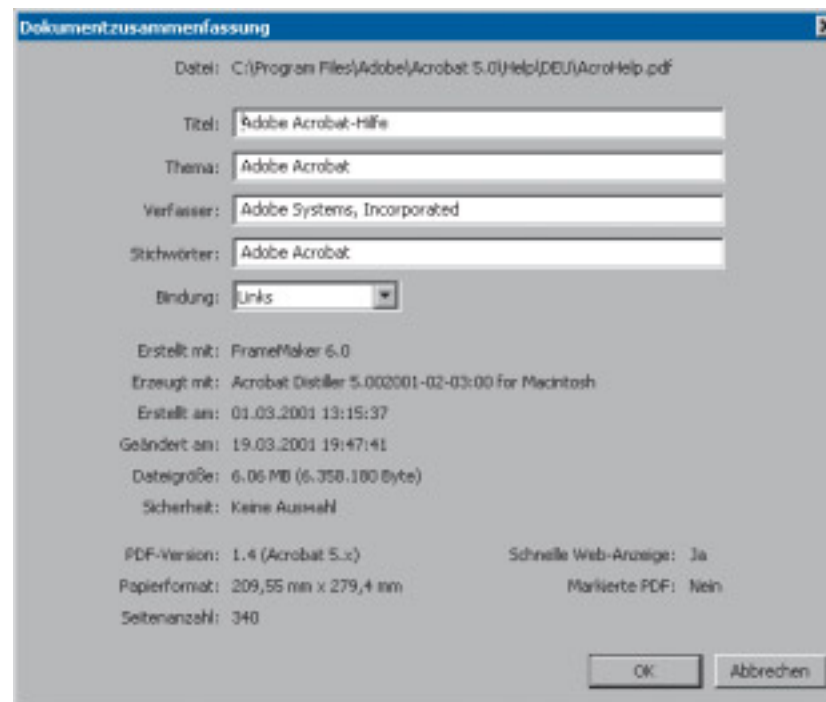 Dokumentzusammenfassung
Datei: C:\Program Files\Adobe\Acrobat 5.0\Help\DEU\AcroHelp.pdf
Titel: Adobe Acrobat-Hilfe
Thema: Adobe Acrobat
Verfasser: Adobe Systems, Incorporated
Stichwörter: Adobe Acrobat
Bindung: Links
Erstellt mit: FrameMaker 6.0
Erzeugt mit: Acrobat Distiller 5.002001-02-03:00 for Macintosh
Erstellt am: 01.03.2001 13:15:37
Geändert am: 19.03.2001 19:47:41
Dateigröße: 6.06 MB (6.358.180 Byte)
Sicherheit: Keine Auswahl
PDF-Version: 1.4 (Acrobat 5.x) Schnelle Web-Anzeige: Ja
Papierformat: 209,55 mm x 279,4 mm Markierte PDF: Nein
Seitenanzahl: 340
OK Abbrechen